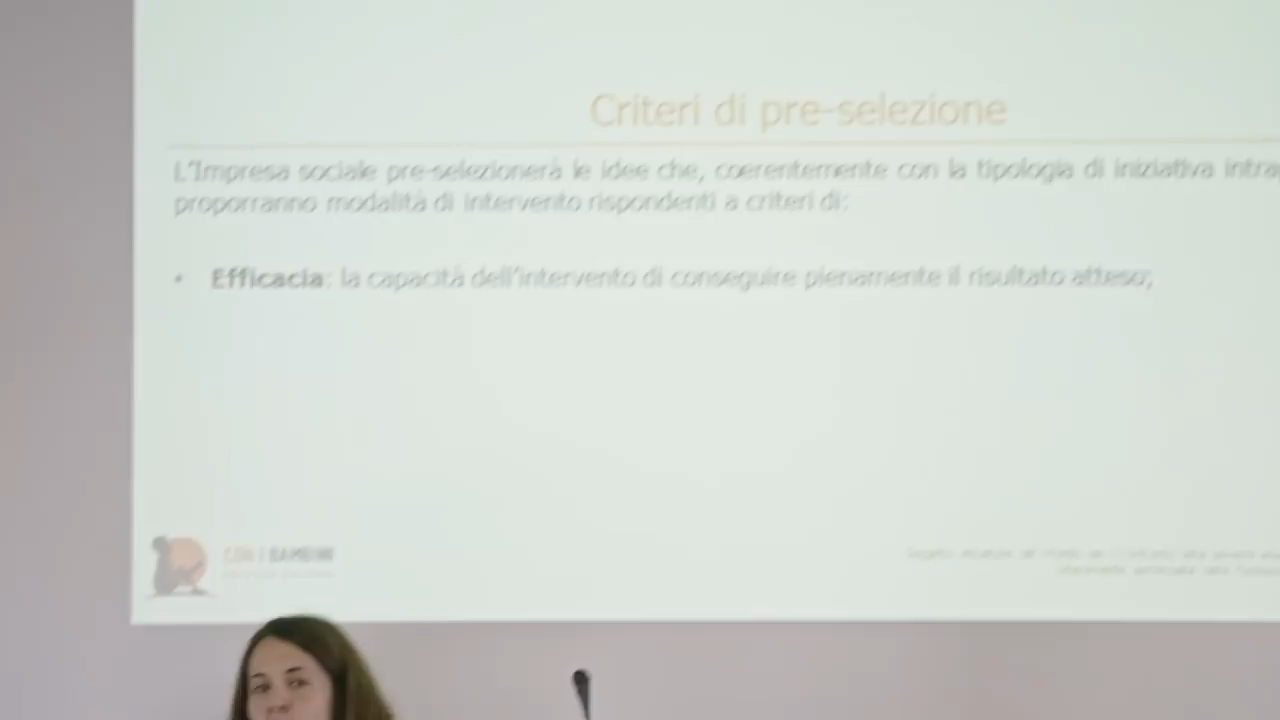 Criteri di pre-selezione
L'Impresa sociale pre-selezionerà le idee che, coerentemente con la tipologia di iniziativa
proporranno modalità di intervento rispondenti a criteri di:
• Efficacia: la capacità dell'intervento di conseguire pienamente il risultato atteso;
CON I BAMBINI